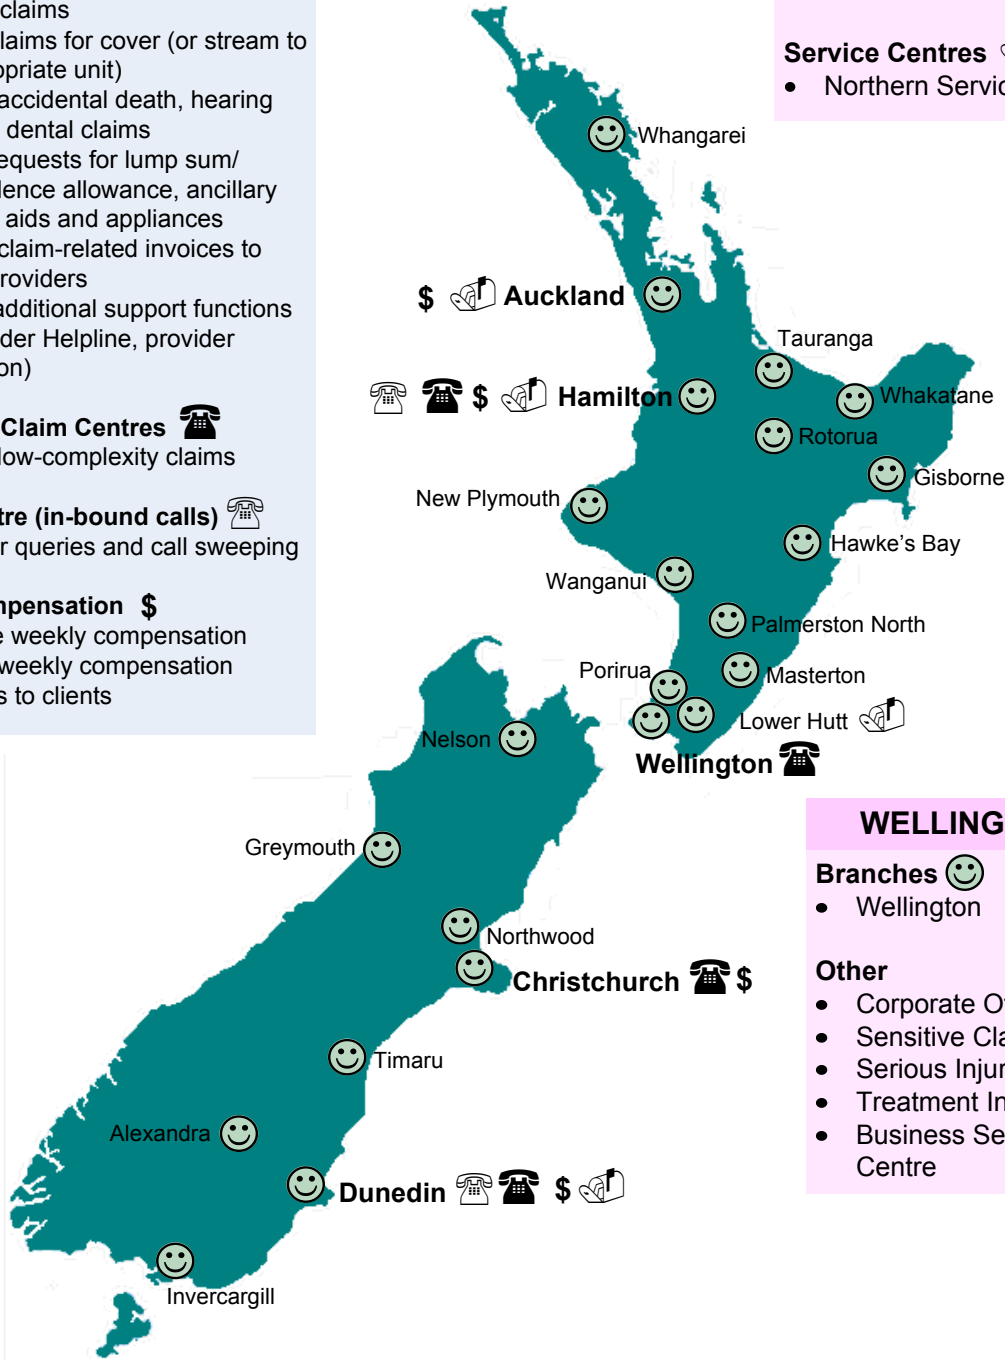 claims
laims for cover (or stream to
opriate unit)
accidental death, hearing
dental claims
equests for lump sum/
dence allowance, ancillary
aids and appliances
claim-related invoices to
roviders
additional support functions
der Helpline, provider
on)
Claim Centres
low-complexity claims
tre (in-bound calls)
r queries and call sweeping
mpensation $
e weekly compensation
weekly compensation
s to clients
Service Centres
• Northern Servic
Whangarei
$ Auckland
Tauranga
$ Hamilton
Whakatane
Rotorua
Gisborne
New Plymouth
Hawke's Bay
Wanganui
Palmerston North
Porirua
Masterton
Lower Hutt
Nelson
Wellington
Greymouth
Northwood
Christchurch $
Timaru
Alexandra
Dunedin $
Invercargill
WELLING
Branches
• Wellington
Other
• Corporate O
• Sensitive Cla
• Serious Injur
• Treatment In
• Business Se
Centre